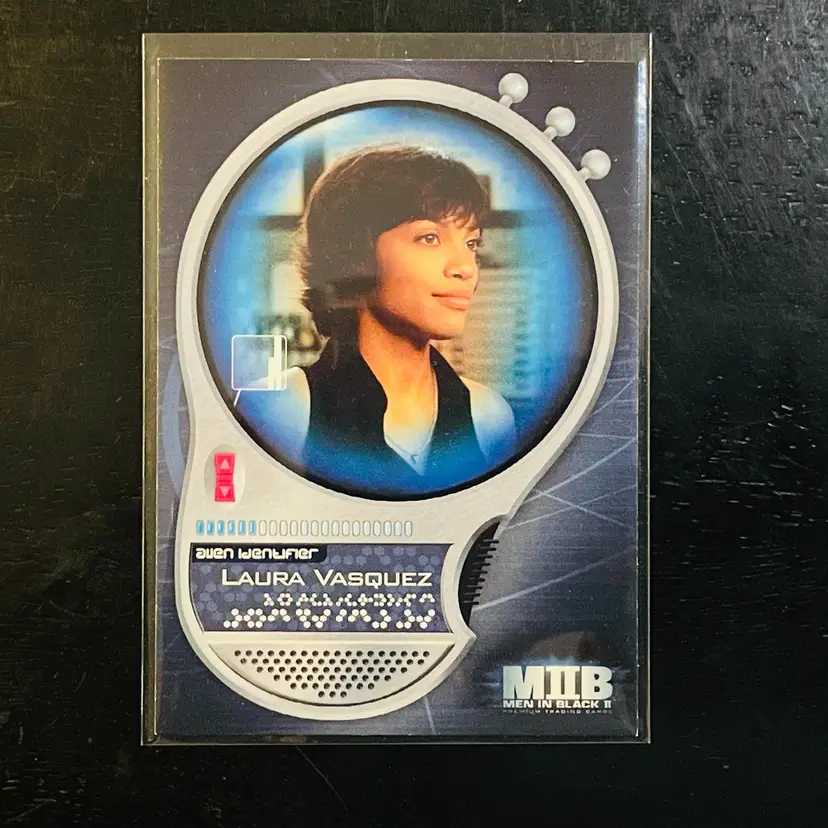 alien identifier
Laura Vasquez
MIIB
MEN IN BLACK II
PREMIUM TRADING CARDS